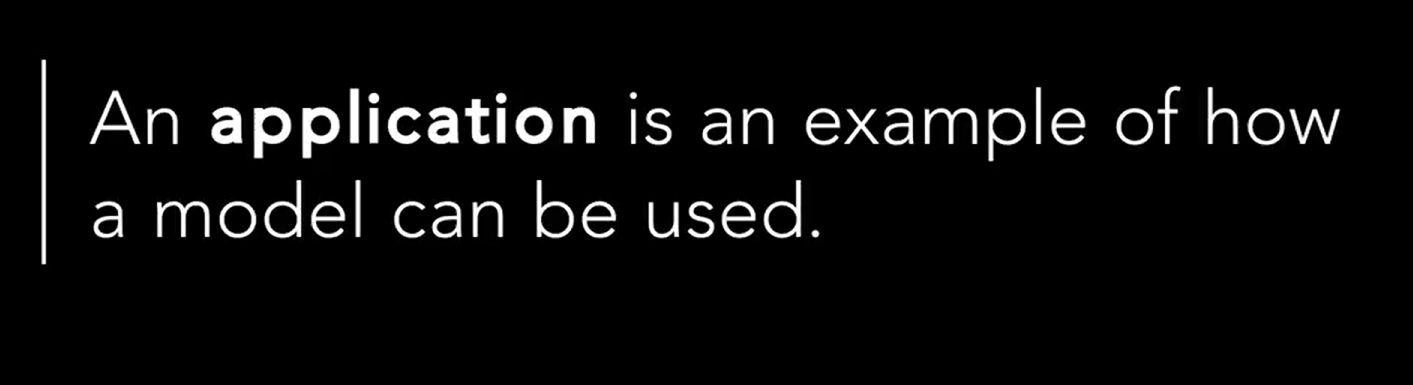 An application is an example of how
a model can be used.